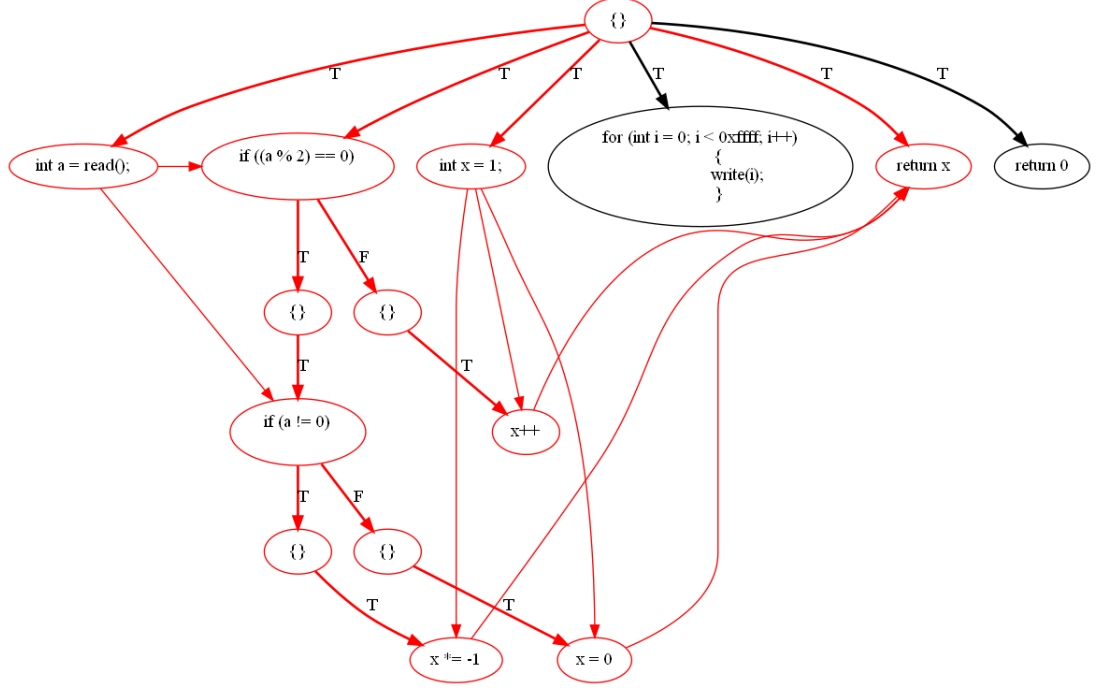 {}
T
T
T
T
T
T
int a = read();
if ((a % 2) == 0)
int x = 1;
for (int i = 0; i < 0xffff; i++)
{
write(i);
}
return x
return 0
T
F
{}
{}
T
T
if (a != 0)
x++
T
F
{}
{}
T
T
x *= -1
x = 0